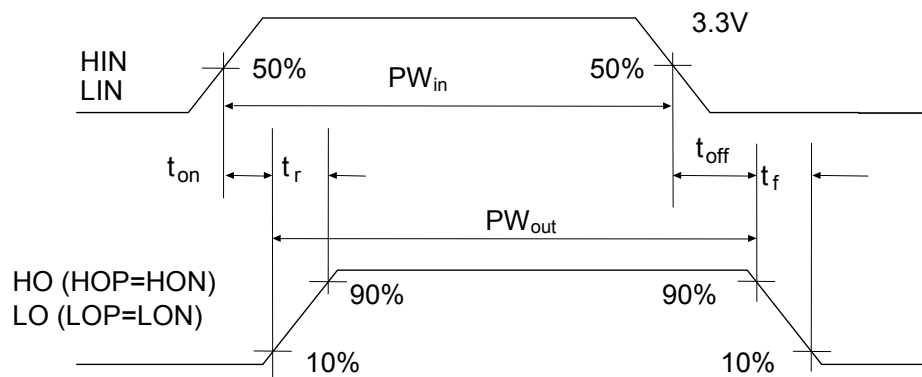 3.3V
HIN
LIN
50%
50%
PWin
ton
tr
toff
tf
PWout
HO (HOP=HON)
LO (LOP=LON)
90%
90%
10%
10%